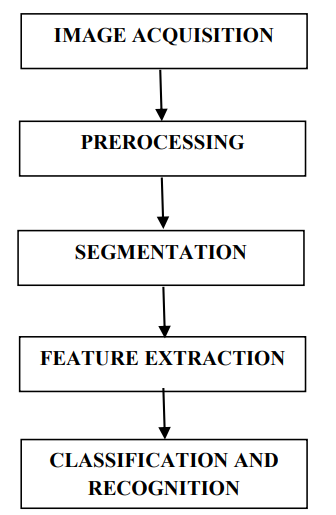 IMAGE ACQUISITION
PREROCESSING
SEGMENTATION
FEATURE EXTRACTION
CLASSIFICATION AND
RECOGNITION